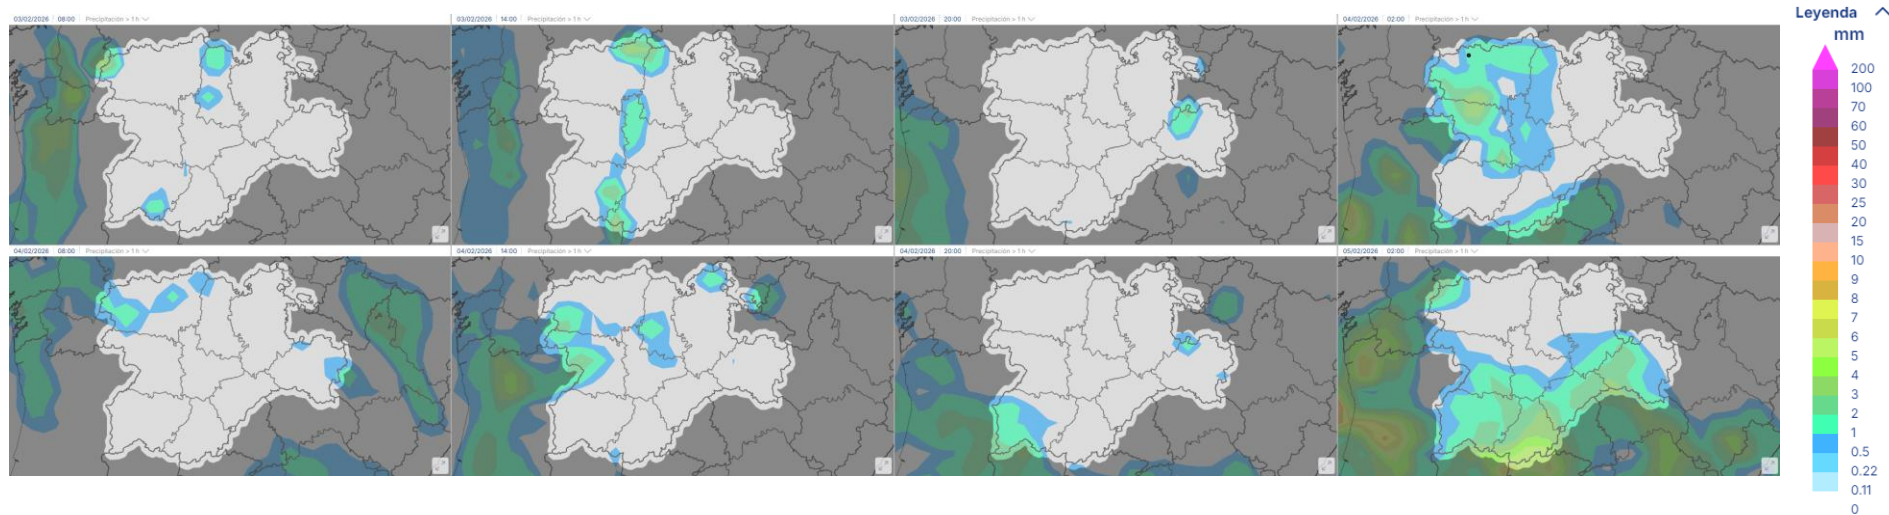 03/02/2026 08:00 Precipitación > 1 h
03/02/2026 14:00 Precipitación > 1 h
03/02/2026 20:00 Precipitación > 1 h
04/02/2026 02:00 Precipitación > 1 h
04/02/2026 08:00 Precipitación > 1 h
04/02/2026 14:00 Precipitación > 1 h
04/02/2026 20:00 Precipitación > 1 h
05/02/2026 02:00 Precipitación > 1 h
Leyenda
mm
200
100
70
60
50
40
30
25
20
15
10
9
8
7
6
5
4
3
2
1
0.5
0.22
0.11
0